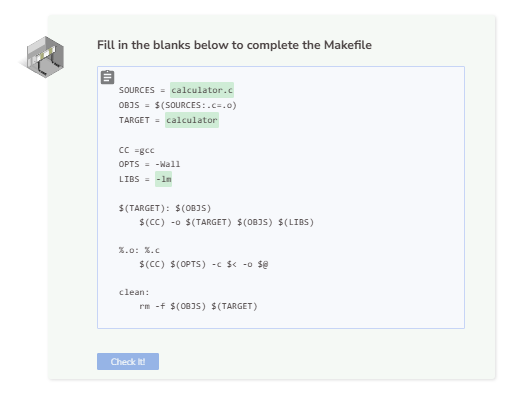 Fill in the blanks below to complete the Makefile
SOURCES = calculator.c
OBJS = $(SOURCES:.c=.o)
TARGET = calculator
CC =gcc
OPTS = -Wall
LIBS = -lm
$(TARGET): $(OBJS)
$(CC) -o $(TARGET) $(OBJS) $(LIBS)
%.o: %.c
$(CC) $(OPTS) -c $< -o $@
clean:
rm -f $(OBJS) $(TARGET)
Check It!